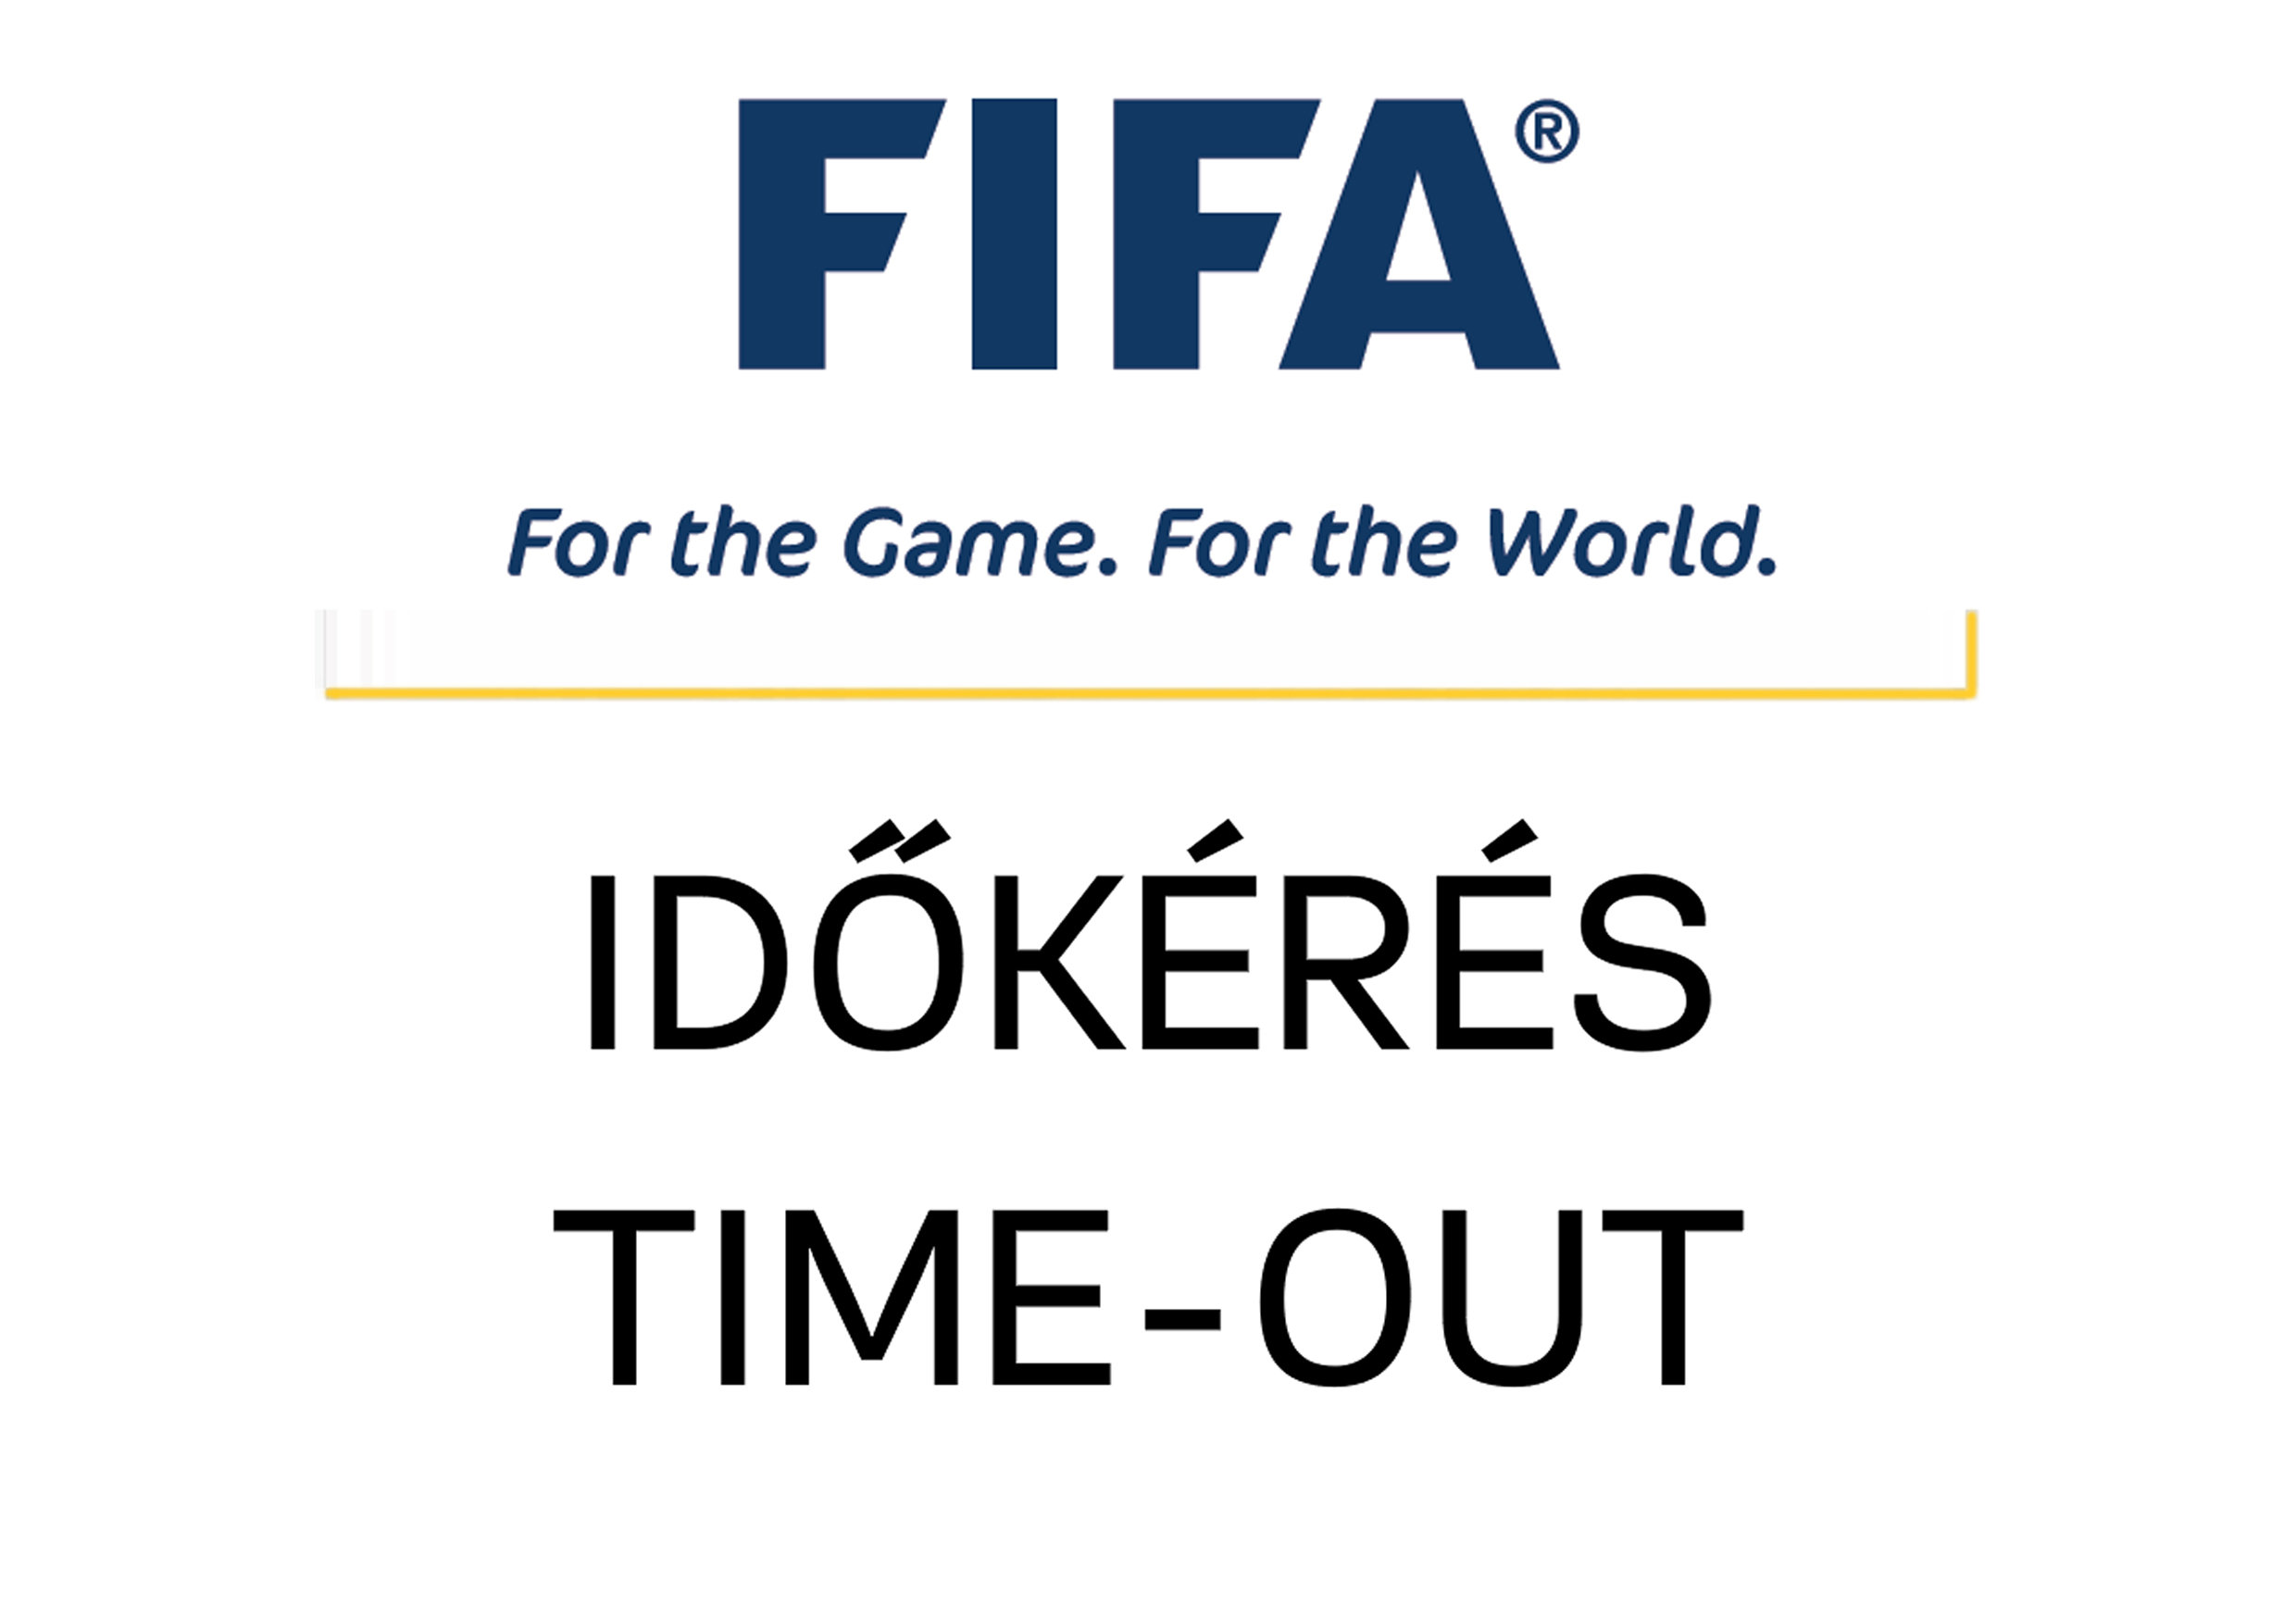 FIFA®
For the Game. For the World.
IDŐKÉRÉS
TIME-OUT